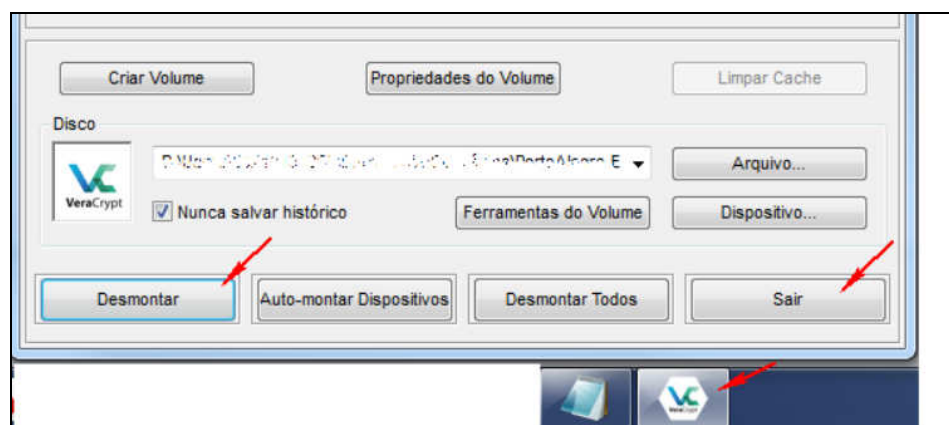 Criar Volume
Propriedades do Volume
Limpar Cache
Disco
VeraCrypt
Arquivo...
Nunca salvar histórico
Ferramentas do Volume
Dispositivo...
Desmontar
Auto-montar Dispositivos
Desmontar Todos
Sair
VeraCrypt